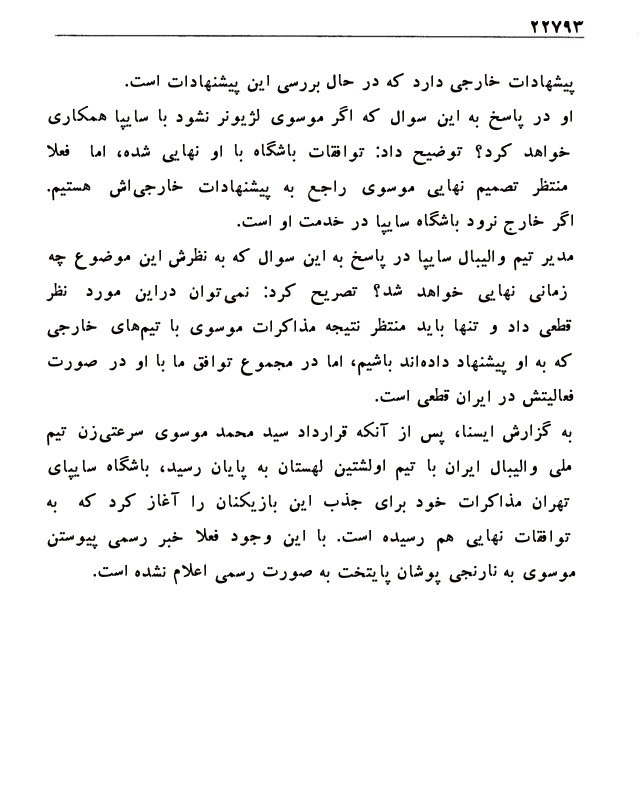 ۲۲۷۹۳
پیشهادات خارجی دارد که در حال بررسی این پیشنهادات است.
او در پاسخ به این سوال که اگر موسوی لژیونر نشود با سایپا همکاری
خواهد کرد؟ توضیح داد: توافقات باشگاه با او نهایی شده، اما فعلا
منتظر تصمیم نهایی موسوی راجع به پیشنهادات خارجی‌اش هستیم.
اگر خارج نرود باشگاه سایپا در خدمت او است.
مدیر تیم والیبال سایپا در پاسخ به این سوال که به نظرش این موضوع چه
زمانی نهایی خواهد شد؟ تصریح کرد: نمی‌توان دراین مورد نظر
قطعی داد و تنها باید منتظر نتیجه مذاکرات موسوی با تیم‌های خارجی
که به او پیشنهاد داده‌اند باشیم، اما در مجموع توافق ما با او در صورت
فعالیتش در ایران قطعی است.
به گزارش ایسنا، پس از آنکه قرارداد سید محمد موسوی سرعتی‌زن تیم
ملی والیبال ایران با تیم اولشتین لهستان به پایان رسید، باشگاه سایپای
تهران مذاکرات خود برای جذب این بازیکنان را آغاز کرد که به
توافقات نهایی هم رسیده است. با این وجود فعلا خبر رسمی پیوستن
موسوی به نارنجی پوشان پایتخت به صورت رسمی اعلام نشده است.